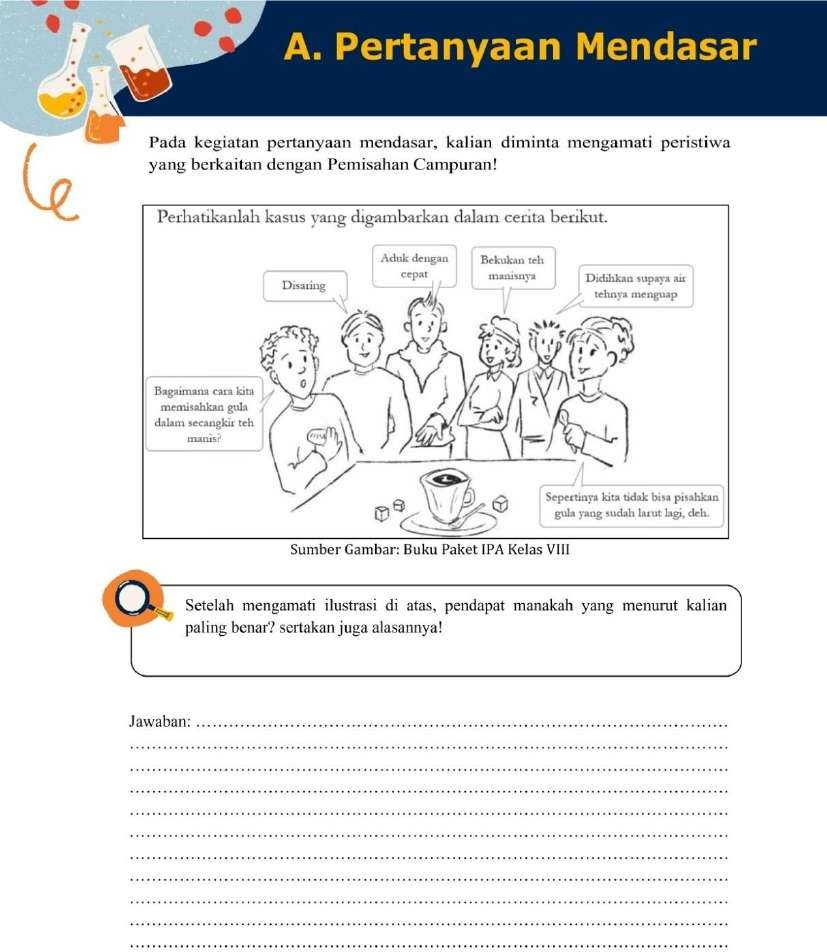 A. Pertanyaan Mendasar
Pada kegiatan pertanyaan mendasar, kalian diminta mengamati peristiwa
yang berkaitan dengan Pemisahan Campuran!
Perhatikanlah kasus yang digambarkan dalam cerita berikut.
Aduk dengan
cepat
Bekukan teh
manisnya
Disaring
Didihkan supaya air
tehnya menguap
Bagaimana cara kita
memisahkan gula
dalam secangkir teh
manis?
Sepertinya kita tidak bisa pisahkan
gula yang sudah larut lagi, deh.
Sumber Gambar: Buku Paket IPA Kelas VIII
Setelah mengamati ilustrasi di atas, pendapat manakah yang menurut kalian
paling benar? sertakan juga alasannya!
Jawaban: